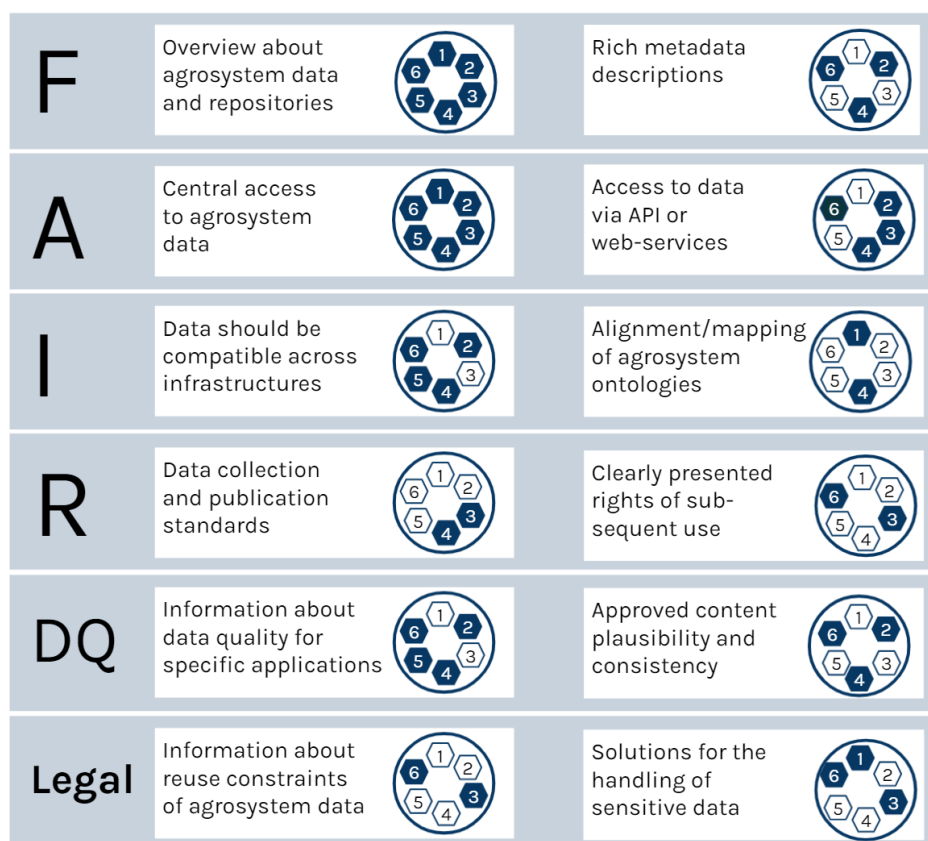 F
Overview about
agrosystem data
and repositories
1
2
3
4
5
6
Rich metadata
descriptions
1
2
3
4
5
6
A
Central access
to agrosystem
data
1
2
3
4
5
6
Access to data
via API or
web-services
1
2
3
4
5
6
I
Data should be
compatible across
infrastructures
1
2
3
4
5
6
Alignment/mapping
of agrosystem
ontologies
1
2
3
4
5
6
R
Data collection
and publication
standards
1
2
3
4
5
6
Clearly presented
rights of sub-
sequent use
1
2
3
4
5
6
DQ
Information about
data quality for
specific applications
1
2
3
4
5
6
Approved content
plausibility and
consistency
1
2
3
4
5
6
Legal
Information about
reuse constraints
of agrosystem data
1
2
3
4
5
6
Solutions for the
handling of
sensitive data
1
2
3
4
5
6